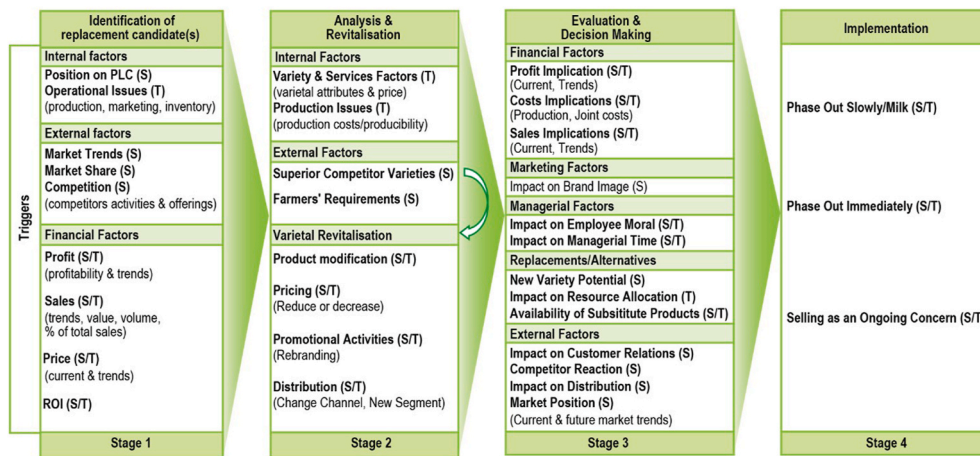 Triggers
Identification of
replacement candidate(s)
Internal factors
Position on PLC (S)
Operational Issues (T)
(production, marketing, inventory)
External factors
Market Trends (S)
Market Share (S)
Competition (S)
(competitors activities & offerings)
Financial Factors
Profit (S/T)
(profitability & trends)
Sales (S/T)
(trends, value, volume,
% of total sales)
Price (S/T)
(current & trends)
ROI (S/T)
Stage 1
Analysis &
Revitalisation
Internal Factors
Variety & Services Factors (T)
(varietal attributes & price)
Production Issues (T)
(production costs/producibility)
External Factors
Superior Competitor Varieties (S)
Farmers' Requirements (S)
Varietal Revitalisation
Product modification (S/T)
Pricing (S/T)
(Reduce or decrease)
Promotional Activities (S/T)
(Rebranding)
Distribution (S/T)
(Change Channel, New Segment)
Stage 2
Evaluation &
Decision Making
Financial Factors
Profit Implication (S/T)
(Current, Trends)
Costs Implications (S/T)
(Production, Joint costs)
Sales Implications (S/T)
(Current, Trends)
Marketing Factors
Impact on Brand Image (S)
Managerial Factors
Impact on Employee Moral (S/T)
Impact on Managerial Time (S/T)
Replacements/Alternatives
New Variety Potential (S)
Impact on Resource Allocation (T)
Availability of Subsititute Products (S/T)
External Factors
Impact on Customer Relations (S)
Competitor Reaction (S)
Impact on Distribution (S)
Market Position (S)
(Current & future market trends)
Stage 3
Implementation
Phase Out Slowly/Milk (S/T)
Phase Out Immediately (S/T)
Selling as an Ongoing Concern (S/T)
Stage 4